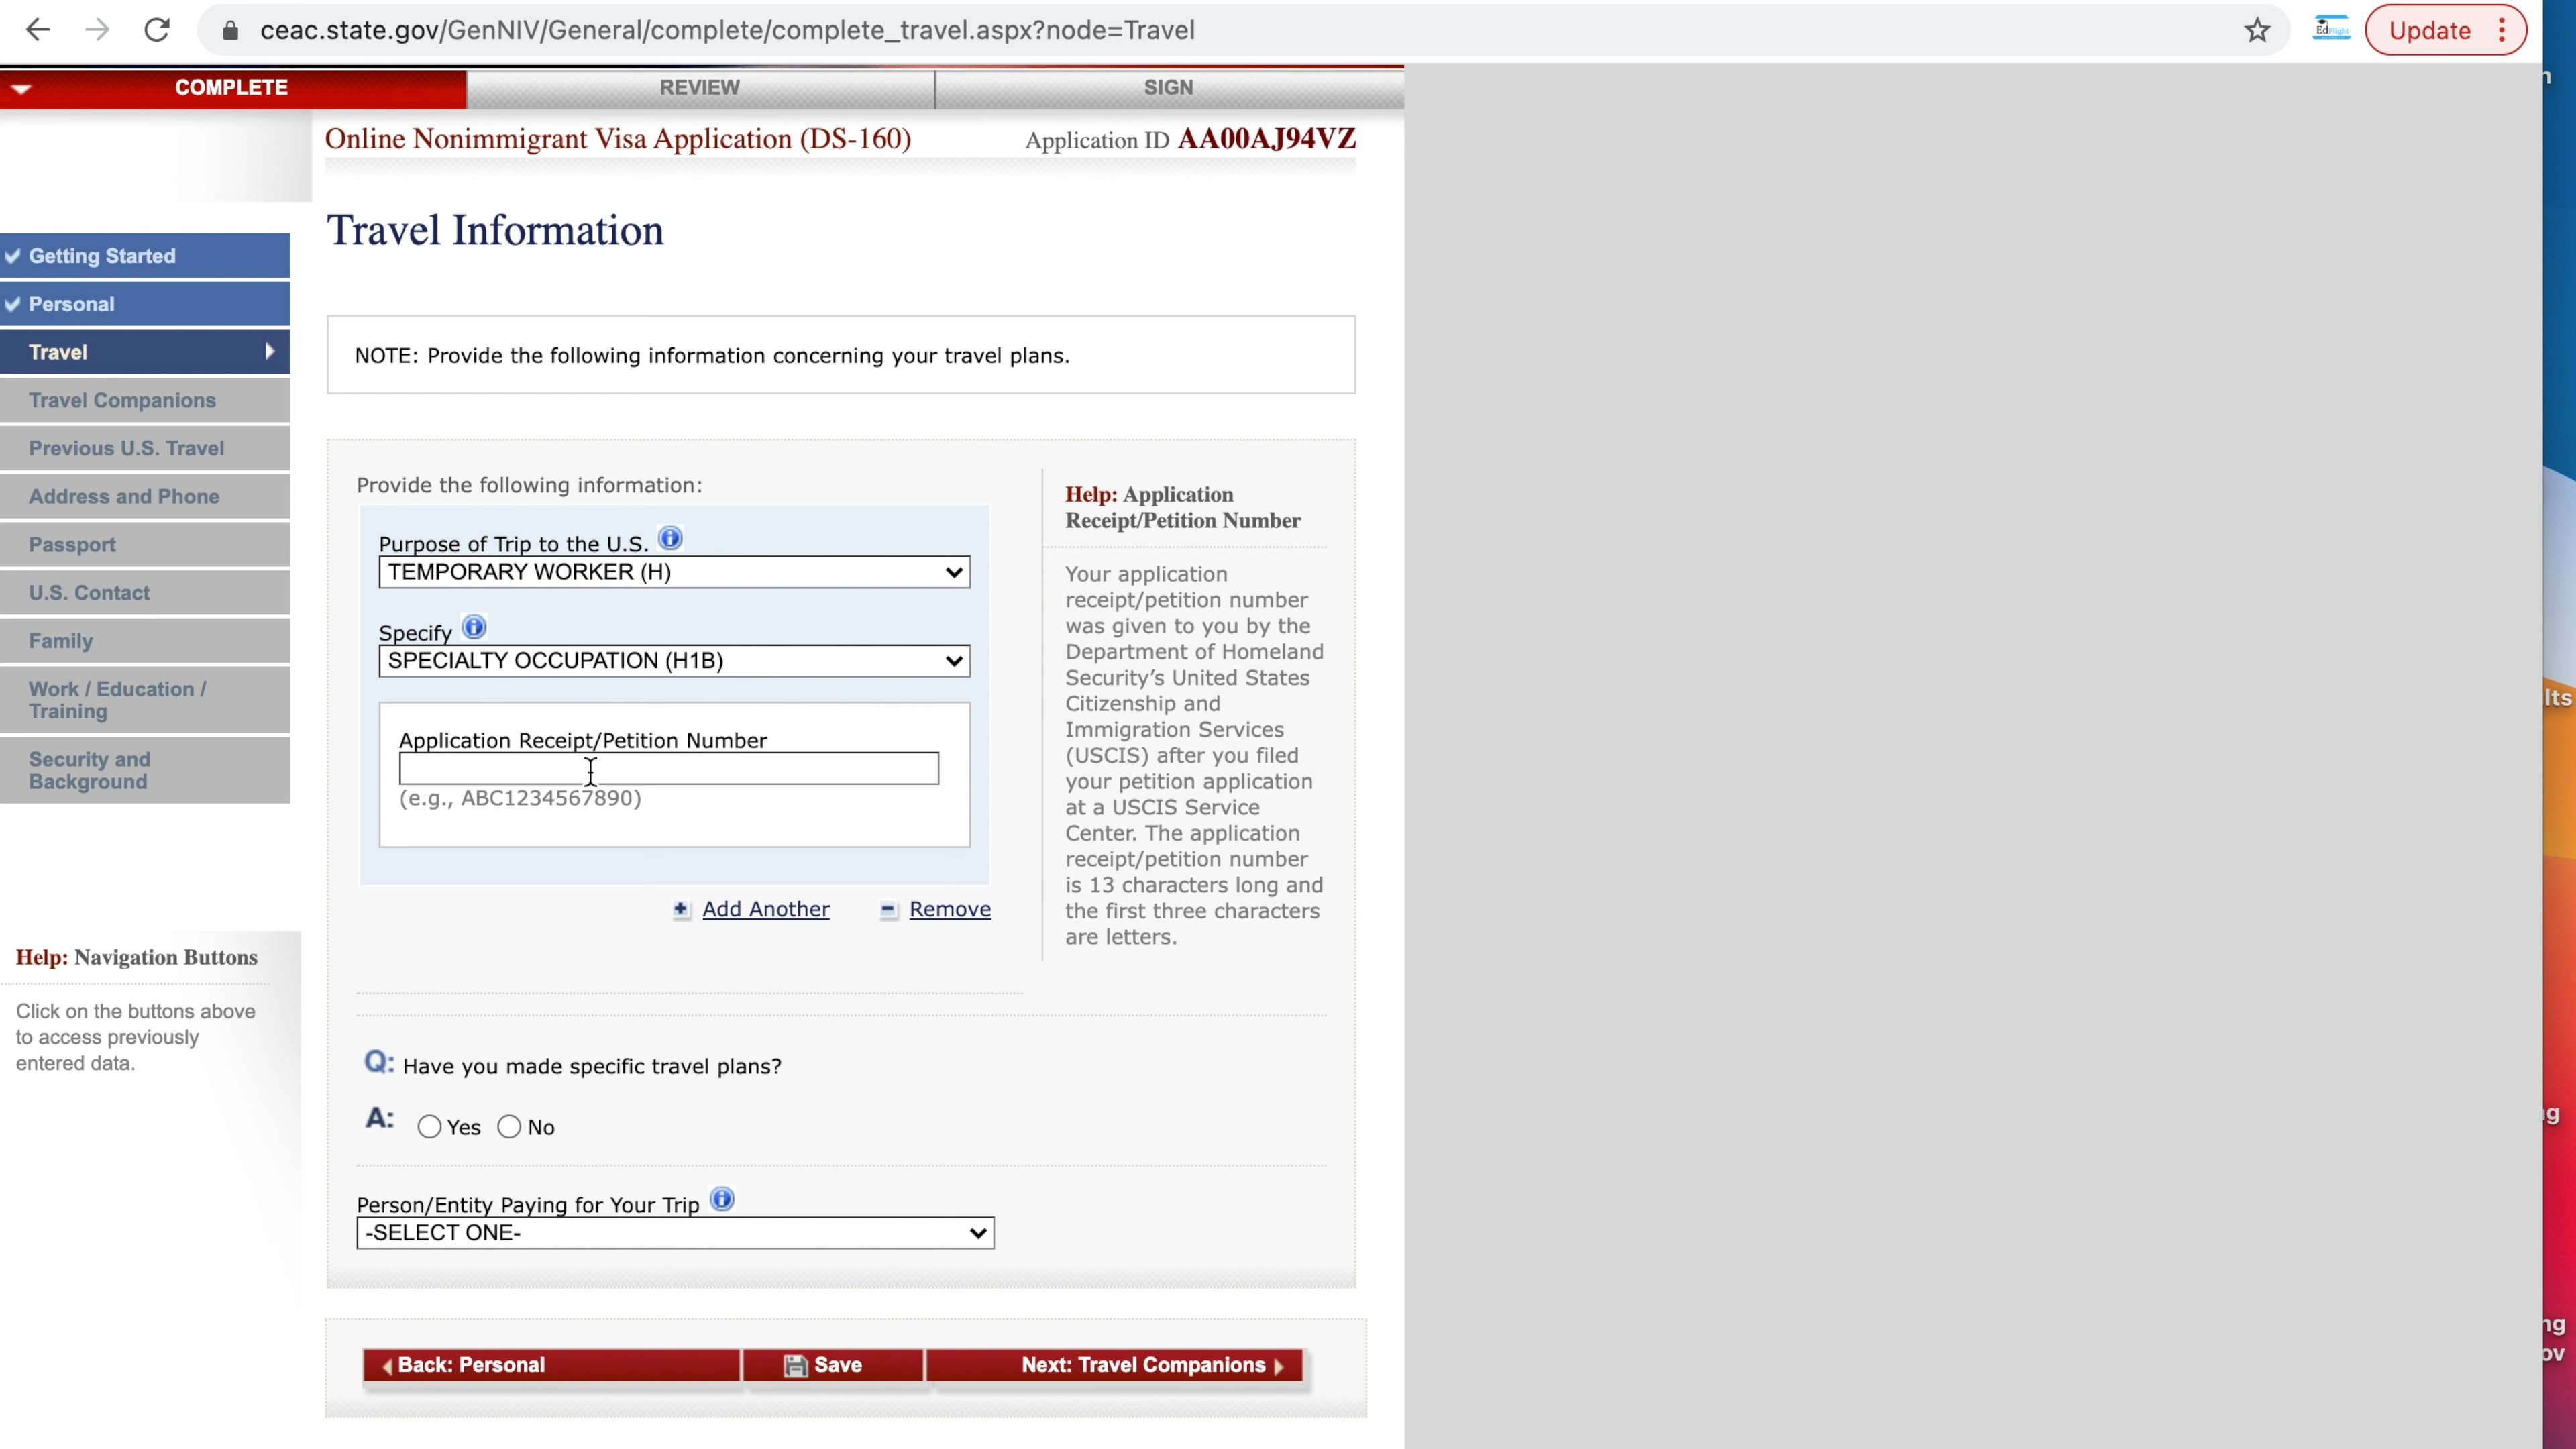 ceac.state.gov/GenNIV/General/complete/complete_travel.aspx?node=Travel
EdFlight
Update
COMPLETE
REVIEW
SIGN
Online Nonimmigrant Visa Application (DS-160)
Application ID AA00AJ94VZ
Travel Information
Getting Started
Personal
Travel
Travel Companions
Previous U.S. Travel
Address and Phone
Passport
U.S. Contact
Family
Work / Education /
Training
Security and
Background
Help: Navigation Buttons
Click on the buttons above
to access previously
entered data.
NOTE: Provide the following information concerning your travel plans.
Provide the following information:
Purpose of Trip to the U.S.
TEMPORARY WORKER (H)
Specify
SPECIALTY OCCUPATION (H1B)
Application Receipt/Petition Number
(e.g., ABC1234567890)
Add Another
Remove
Help: Application
Receipt/Petition Number
Your application
receipt/petition number
was given to you by the
Department of Homeland
Security’s United States
Citizenship and
Immigration Services
(USCIS) after you filed
your petition application
at a USCIS Service
Center. The application
receipt/petition number
is 13 characters long and
the first three characters
are letters.
Q: Have you made specific travel plans?
A: Yes No
Person/Entity Paying for Your Trip
-SELECT ONE-
Back: Personal
Save
Next: Travel Companions